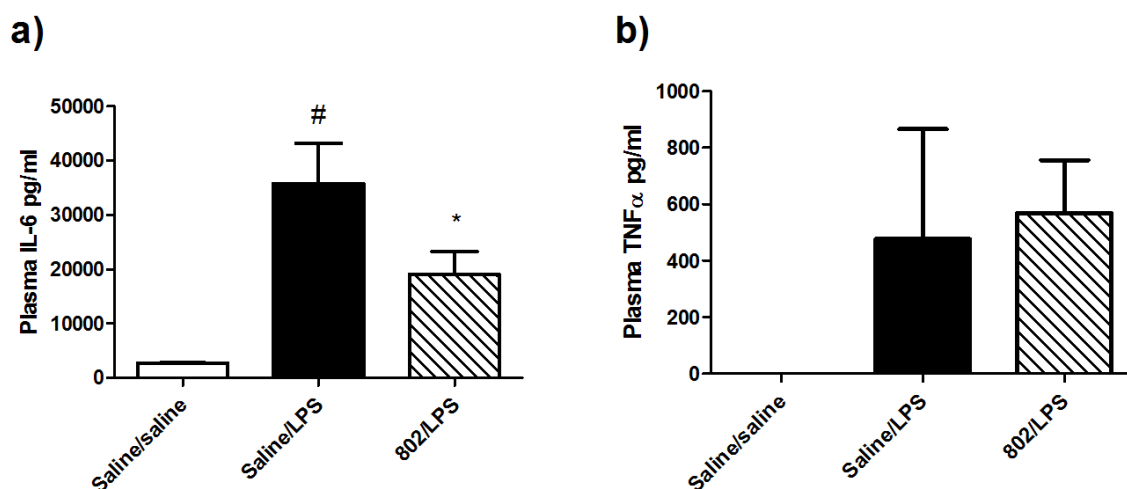 a)
Plasma IL-6 pg/ml
50000
40000
30000
20000
10000
0
#
*
Saline/saline
Saline/LPS
802/LPS
b)
Plasma TNFα pg/ml
1000
800
600
400
200
0
Saline/saline
Saline/LPS
802/LPS